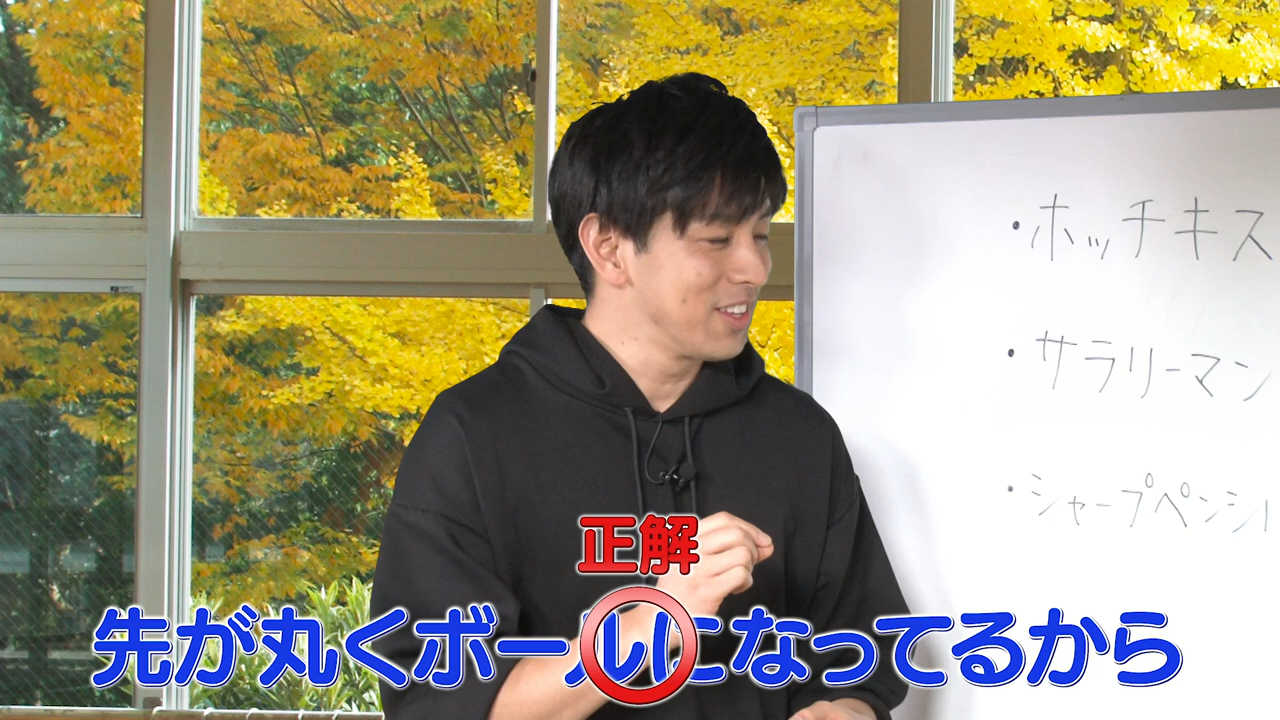 ・ホッチキス
・サラリーマン
・シャープペンシ
正解
先が丸くボールになってるから